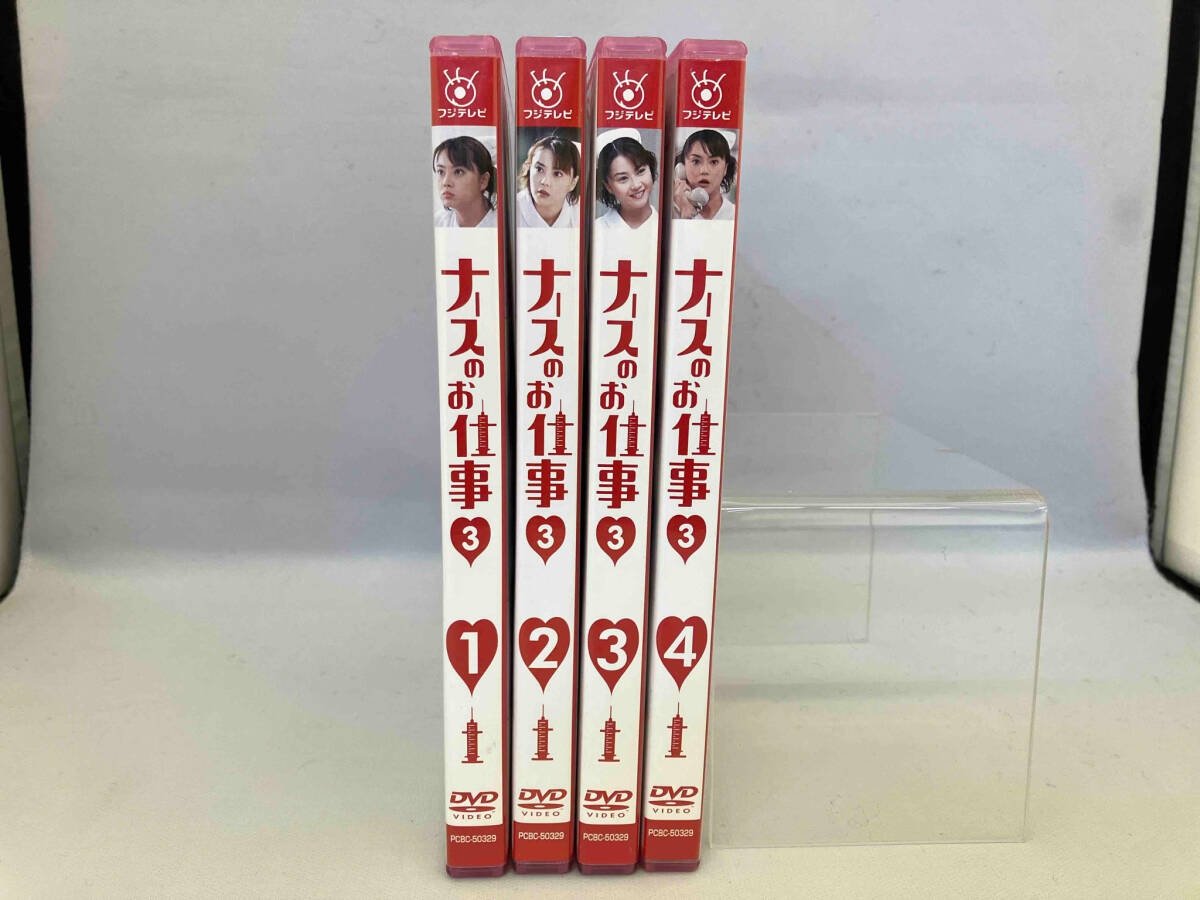 フジテレビ
ナースのお仕事
3
1
DVD
VIDEO
PCBC-50329
フジテレビ
ナースのお仕事
3
2
DVD
VIDEO
PCBC-50329
フジテレビ
ナースのお仕事
3
3
DVD
VIDEO
PCBC-50329
フジテレビ
ナースのお仕事
3
4
DVD
VIDEO
PCBC-50329